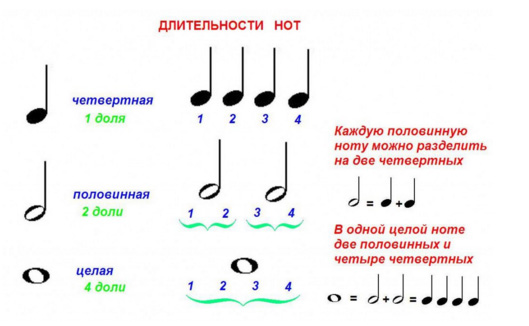 ДЛИТЕЛЬНОСТИ НОТ
четвертная
1 доля
1 2 3 4
половинная
2 доли
1 2 3 4
целая
4 доли
1 2 3 4
Каждую половинную
ноту можно разделить
на две четвертных
= +
В одной целой ноте
две половинных и
четыре четвертных
= + =